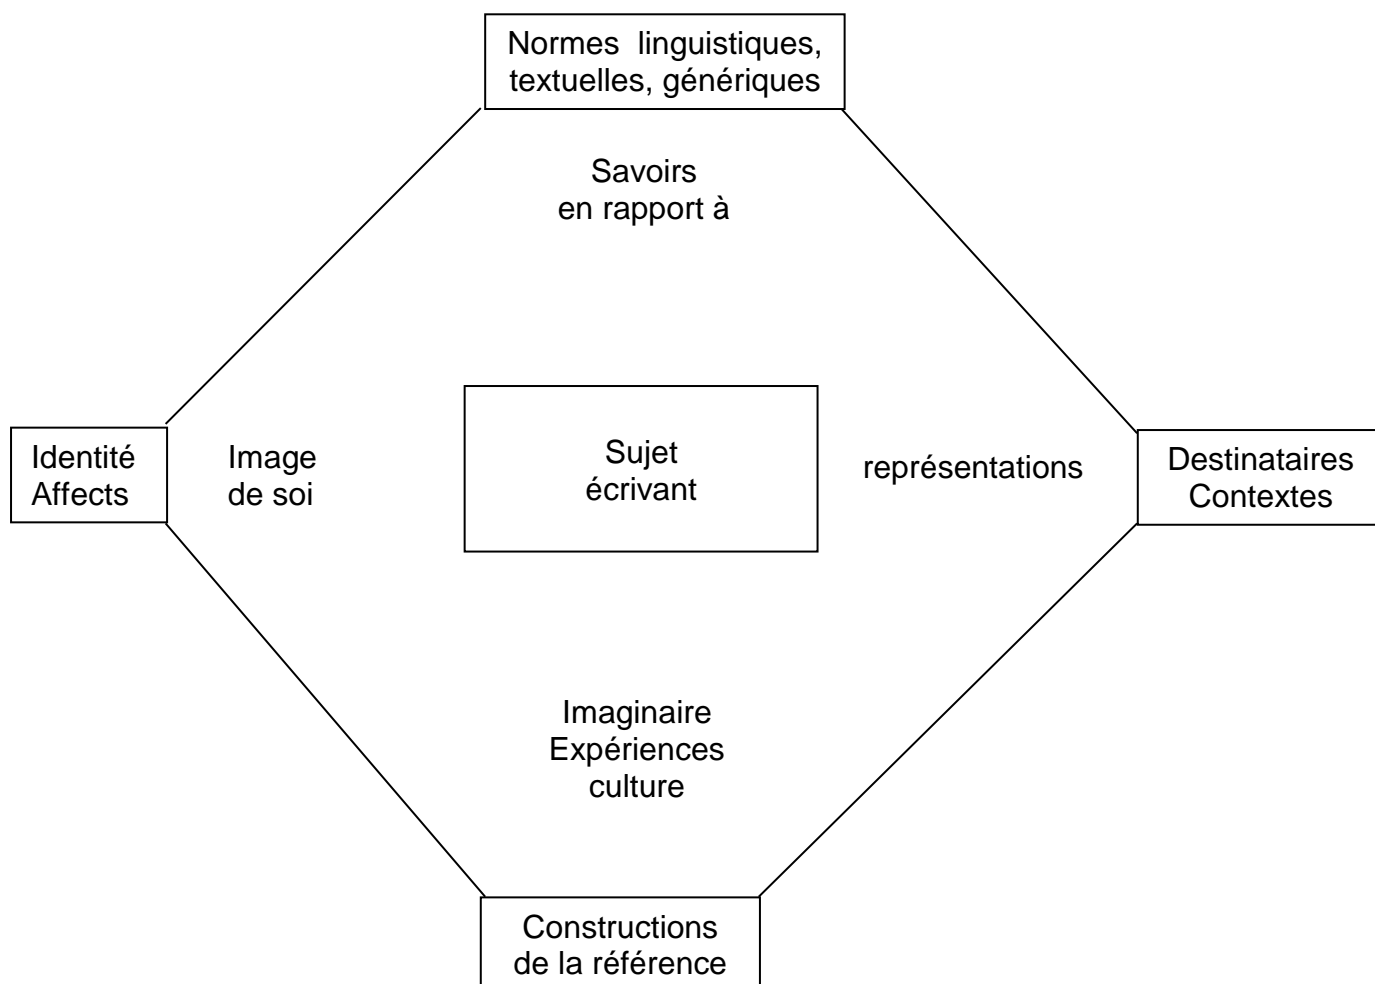 Normes linguistiques,
textuelles, génériques
Savoirs
en rapport à
Identité
Affects
Image
de soi
Sujet
écrivant
représentations
Destinataires
Contextes
Imaginaire
Expériences
culture
Constructions
de la référence